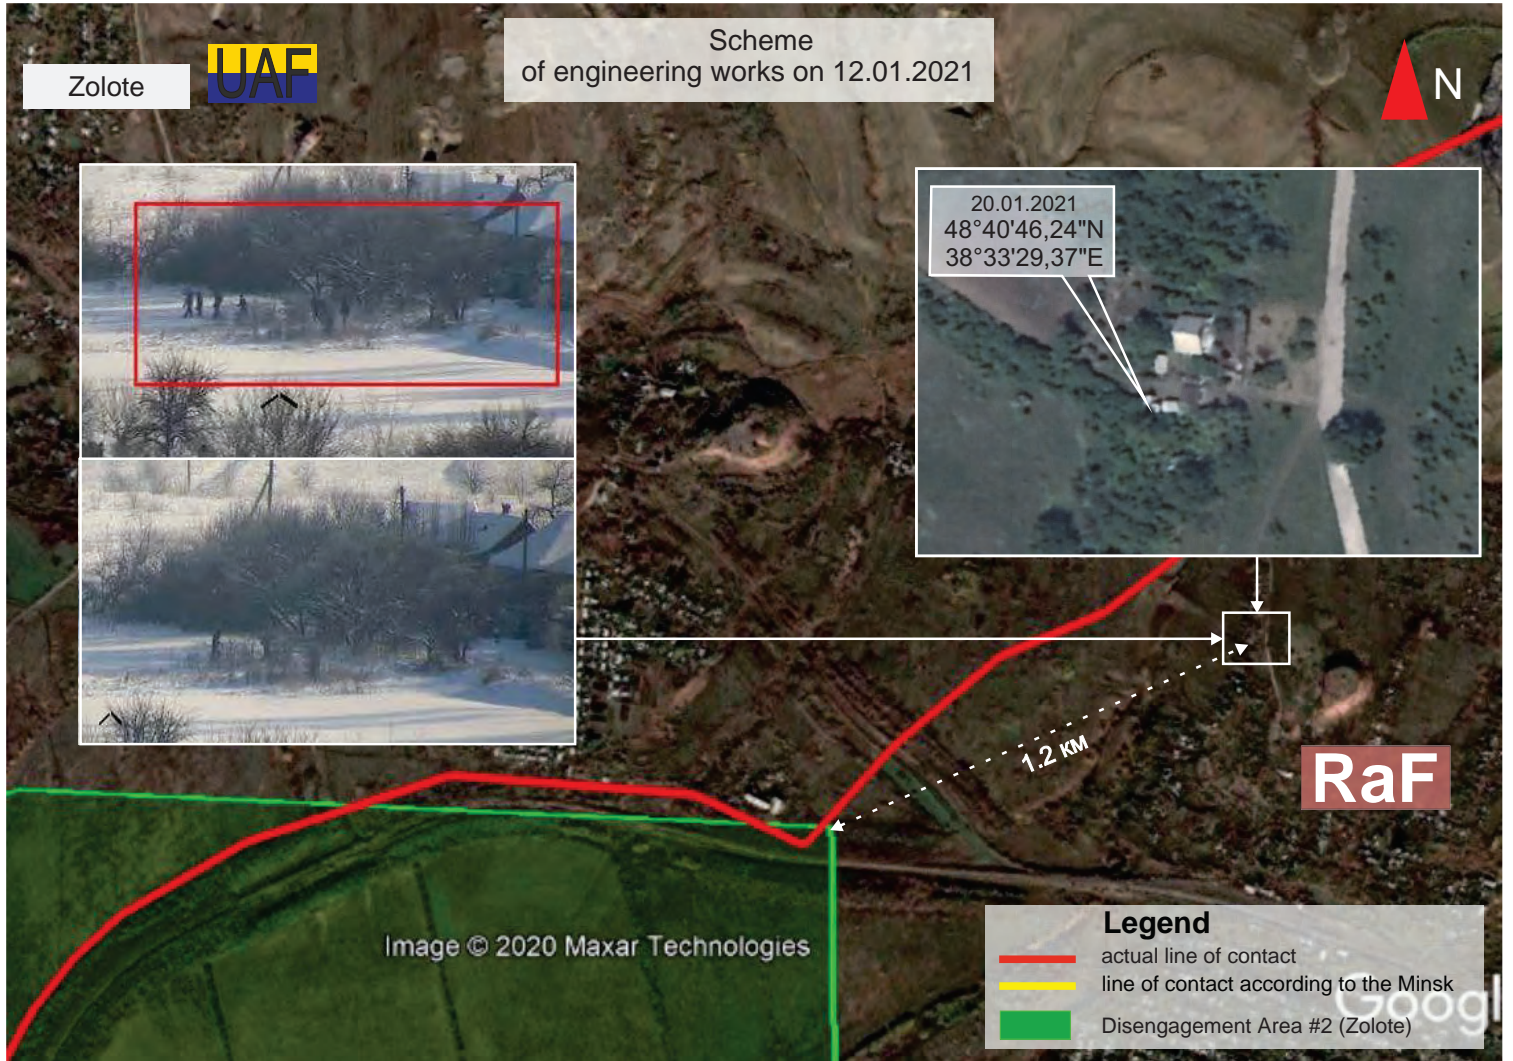 Scheme
of engineering works on 12.01.2021
Zolote
UAF
N
20.01.2021
48°40'46,24"N
38°33'29,37"E
1.2 км
RaF
Image © 2020 Maxar Technologies
Legend
actual line of contact
line of contact according to the Minsk
Disengagement Area #2 (Zolote)
Googl